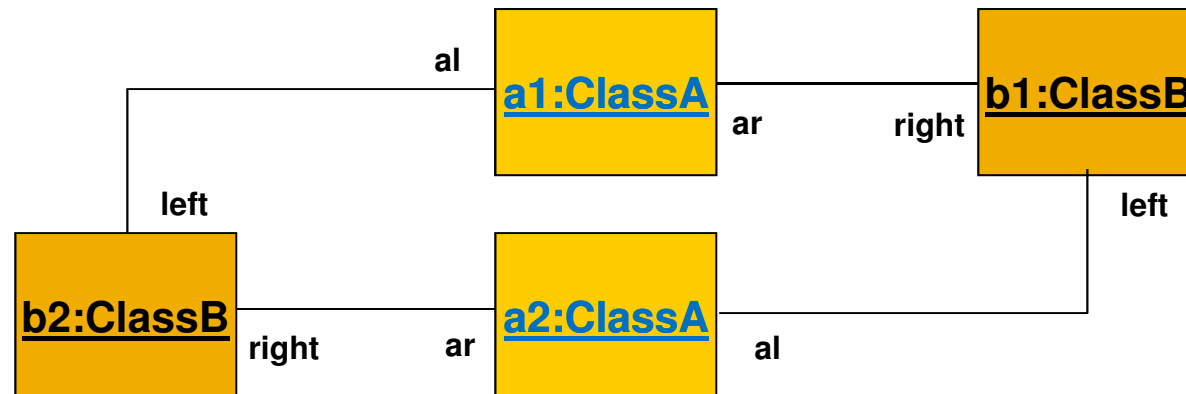 al
a1:ClassA
ar
right
b1:ClassB
left
left
b2:ClassB
right
ar
a2:ClassA
al